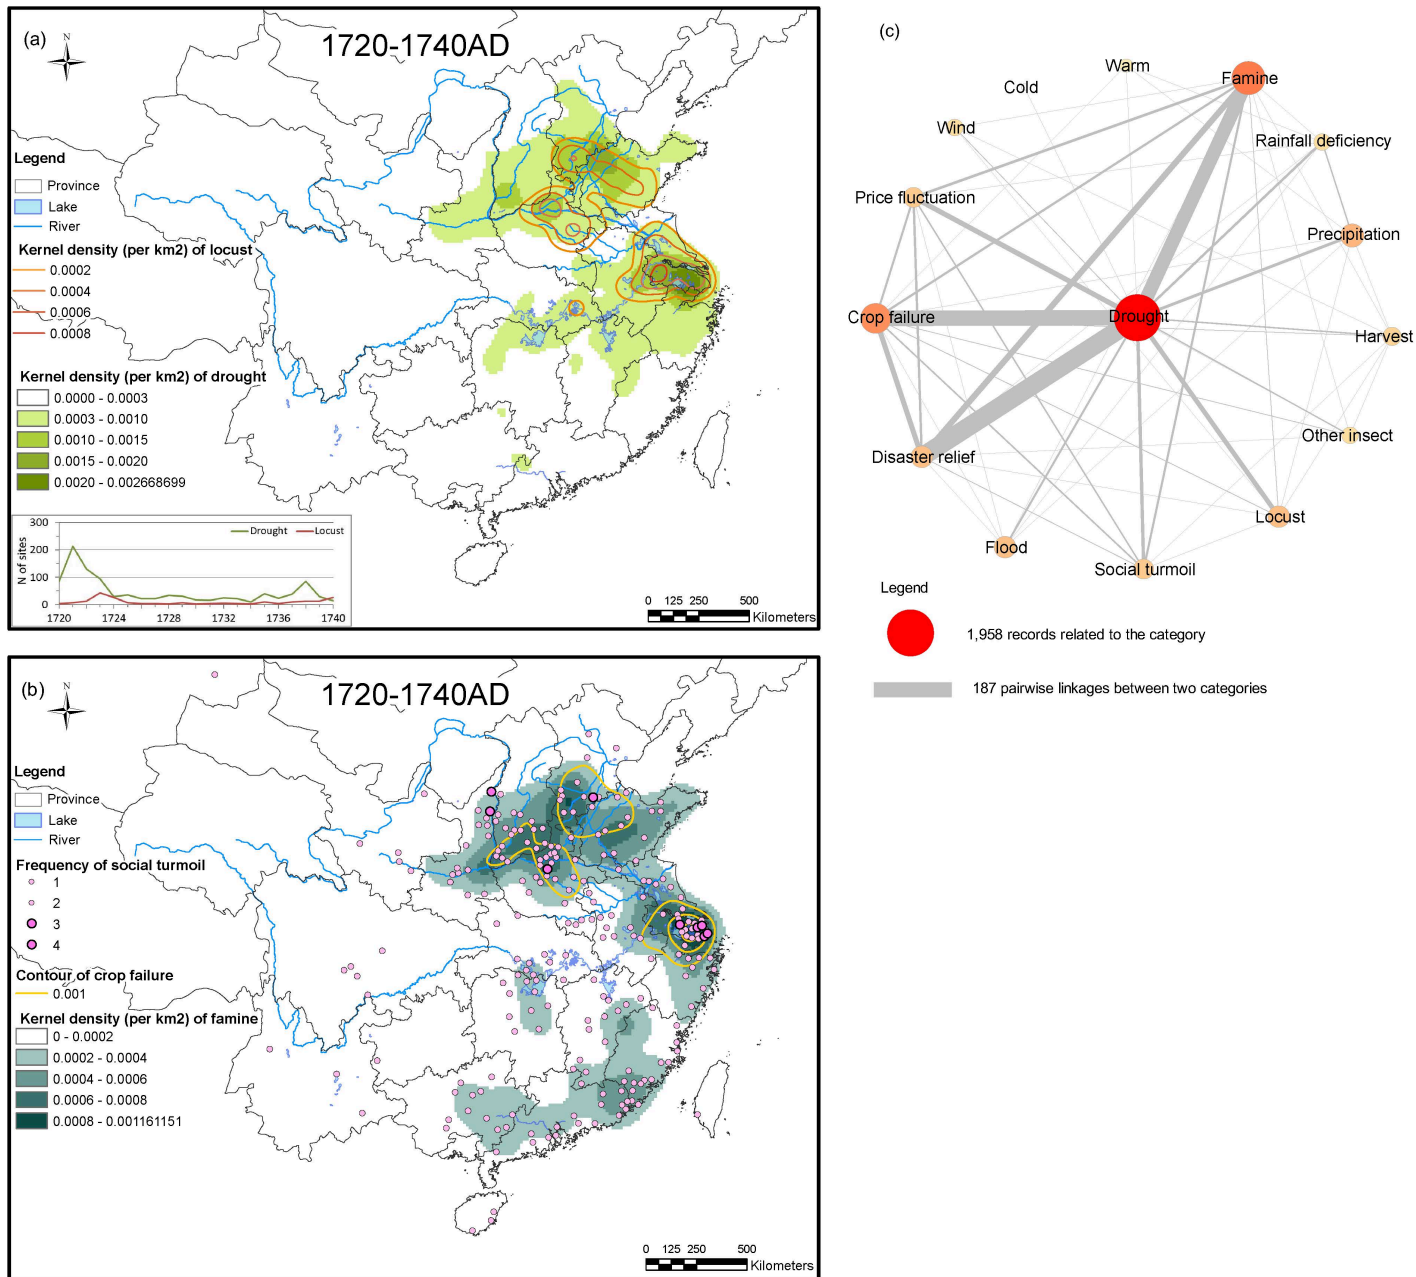 (a)
N
1720-1740AD
Legend
Province
Lake
River
Kernel density (per km2) of locust
0.0002
0.0004
0.0006
0.0008
Kernel density (per km2) of drought
0.0000 - 0.0003
0.0003 - 0.0010
0.0010 - 0.0015
0.0015 - 0.0020
0.0020 - 0.002668699
300
200
100
0
N of sites
Drought
Locust
1720
1724
1728
1732
1736
1740
0 125 250 500
Kilometers
(b)
N
1720-1740AD
Legend
Province
Lake
River
Frequency of social turmoil
1
2
3
4
Contour of crop failure
0.001
Kernel density (per km2) of famine
0 - 0.0002
0.0002 - 0.0004
0.0004 - 0.0006
0.0006 - 0.0008
0.0008 - 0.001161151
0 125 250 500
Kilometers
(c)
Warm
Famine
Cold
Wind
Rainfall deficiency
Price fluctuation
Precipitation
Crop failure
Drought
Harvest
Other insect
Disaster relief
Locust
Flood
Social turmoil
Legend
1,958 records related to the category
187 pairwise linkages between two categories